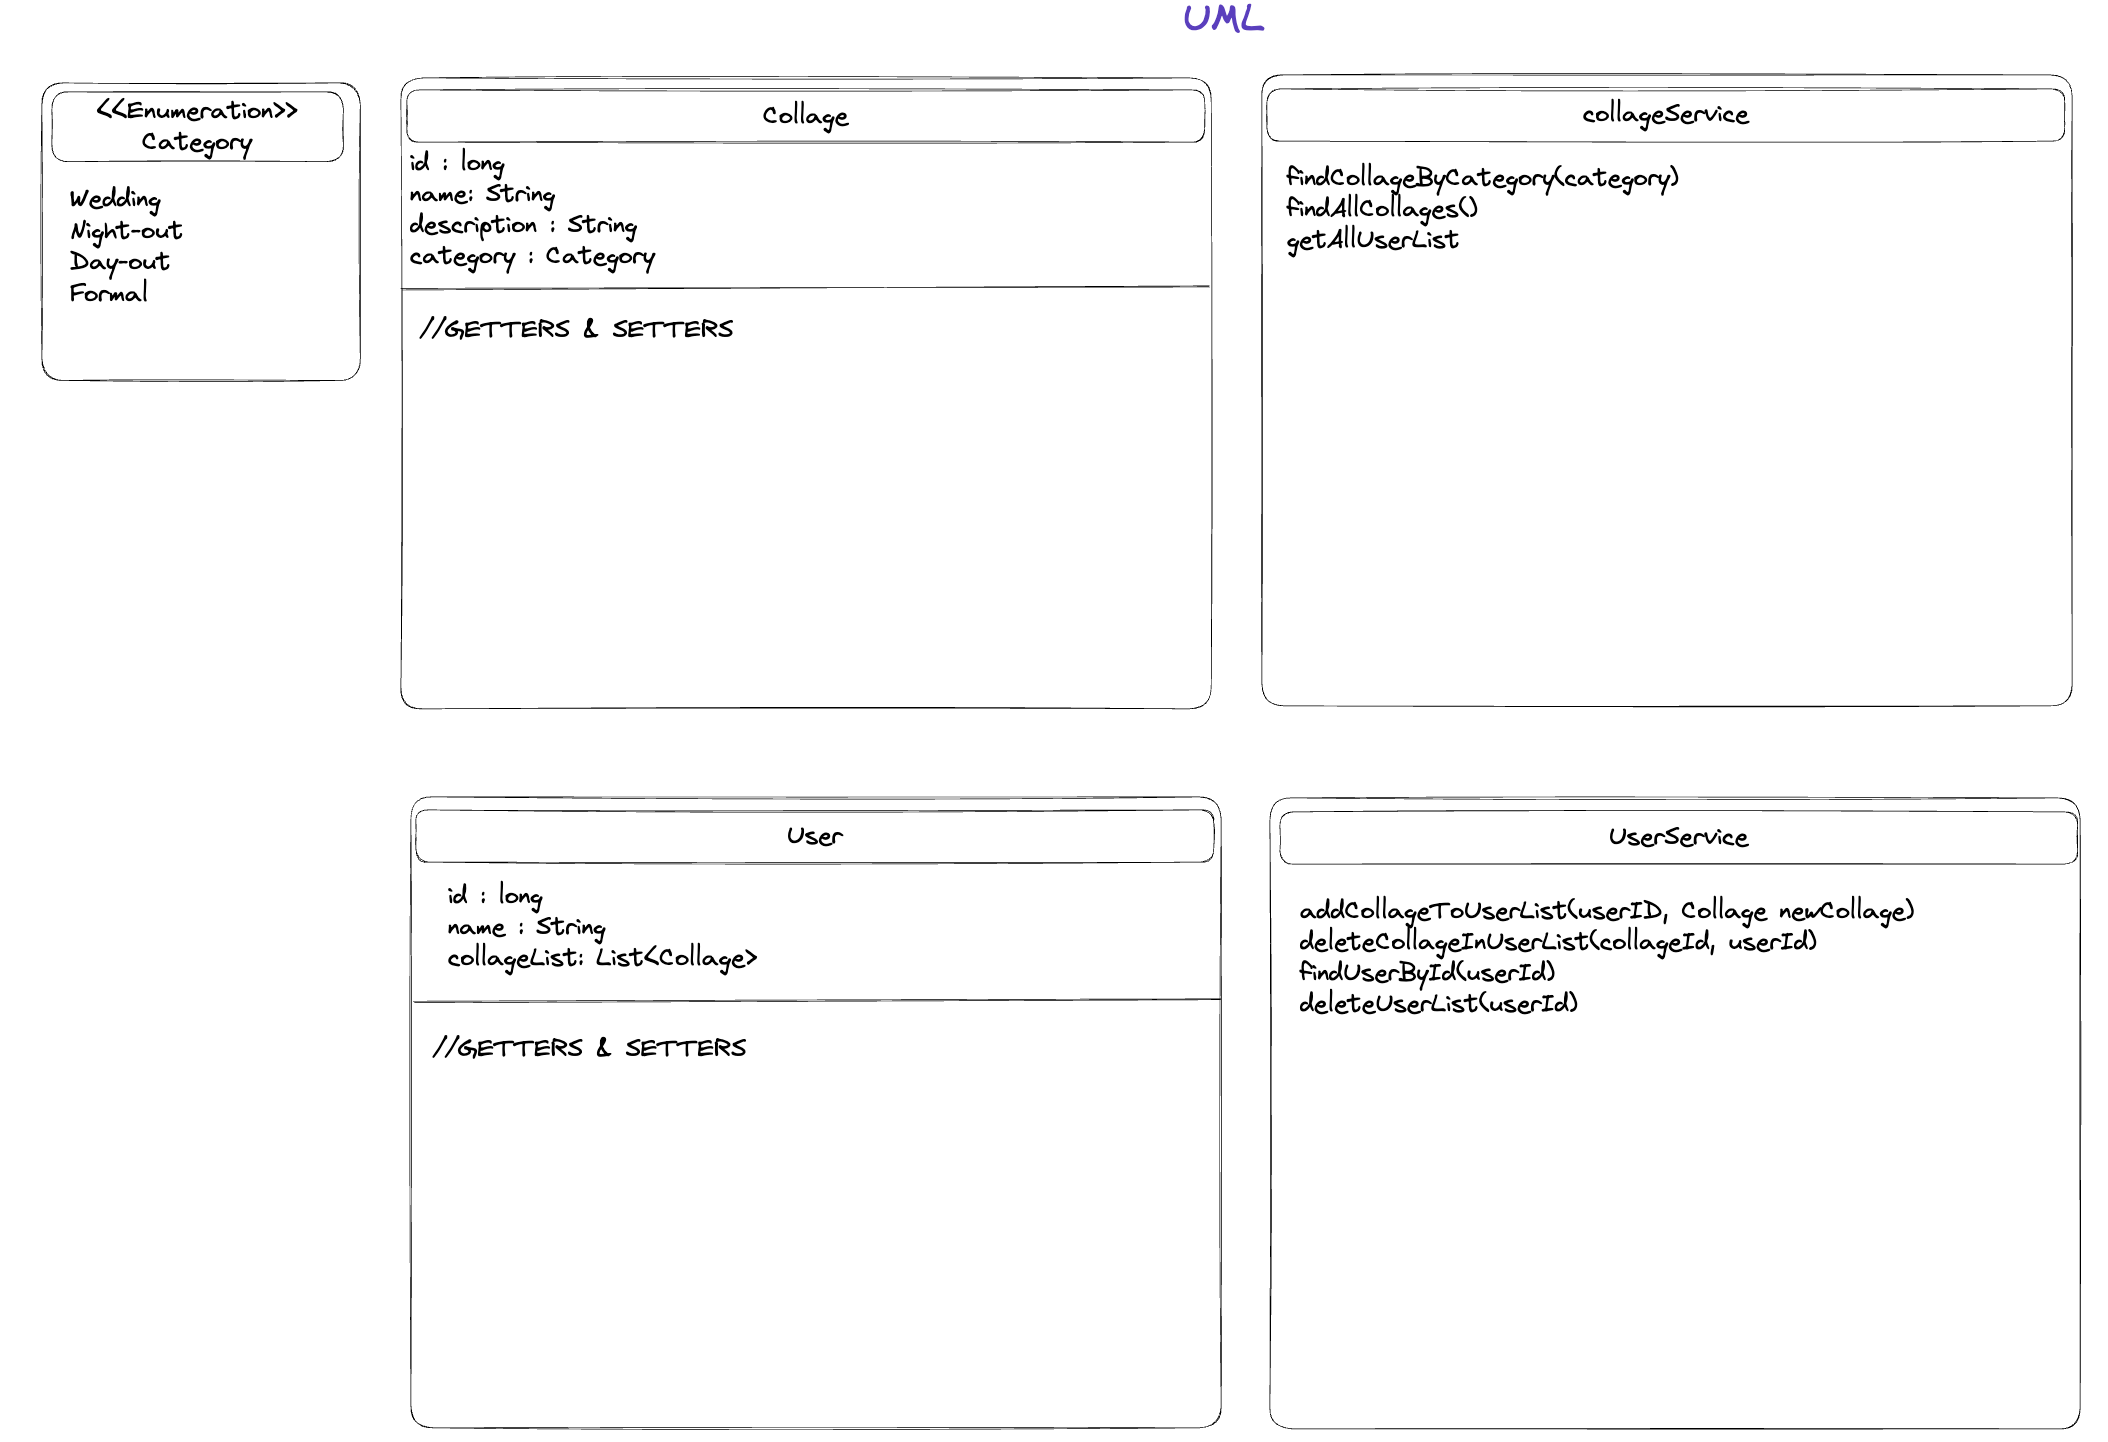 UML
<<Enumeration>>
Category
Wedding
Night-out
Day-out
Formal
Collage
id : long
name: String
description : String
category : Category
//GETTERS & SETTERS
collageService
findCollageByCategory(category)
findAllCollages()
getAllUserList
User
id : long
name : String
collageList: List<Collage>
//GETTERS & SETTERS
UserService
addCollageToUserList(userID, Collage newCollage)
deleteCollageInUserList(collageId, userId)
findUserById(userId)
deleteUserList(userId)